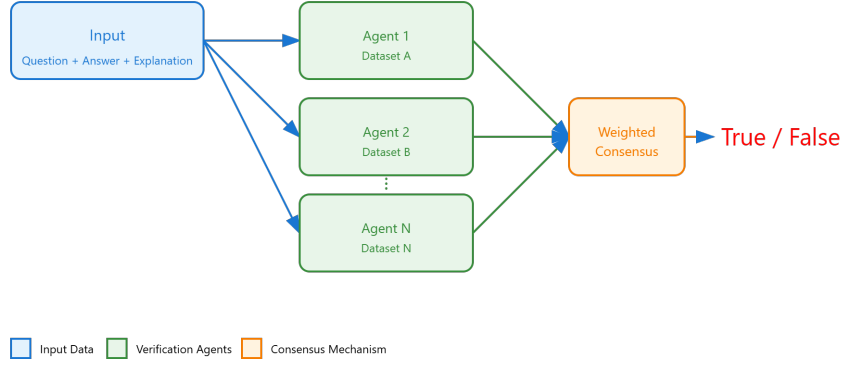 Input
Question + Answer + Explanation
Agent 1
Dataset A
Agent 2
Dataset B
Agent N
Dataset N
Weighted
Consensus
True / False
Input Data
Verification Agents
Consensus Mechanism